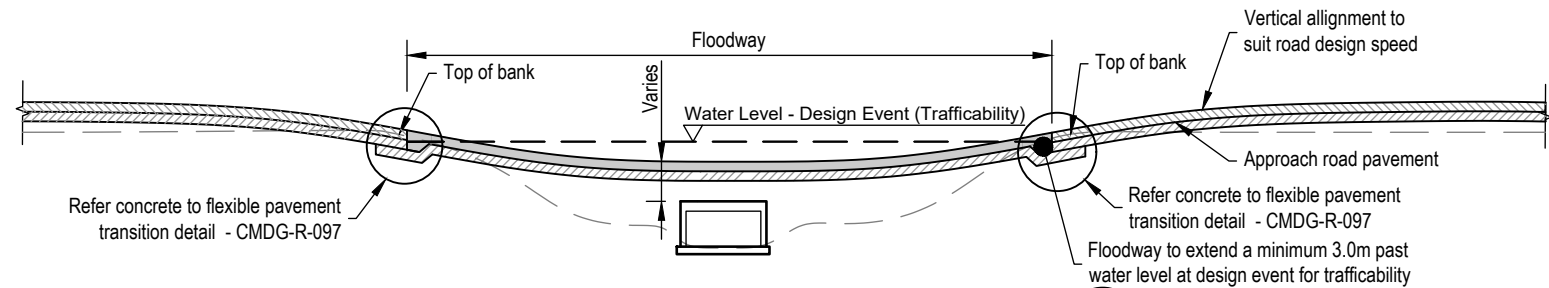 Floodway
Vertical allignment to
suit road design speed
Top of bank
Top of bank
Varies
Water Level - Design Event (Trafficability)
Approach road pavement
Refer concrete to flexible pavement
transition detail - CMDG-R-097
Refer concrete to flexible pavement
transition detail - CMDG-R-097
Floodway to extend a minimum 3.0m past
water level at design event for trafficability